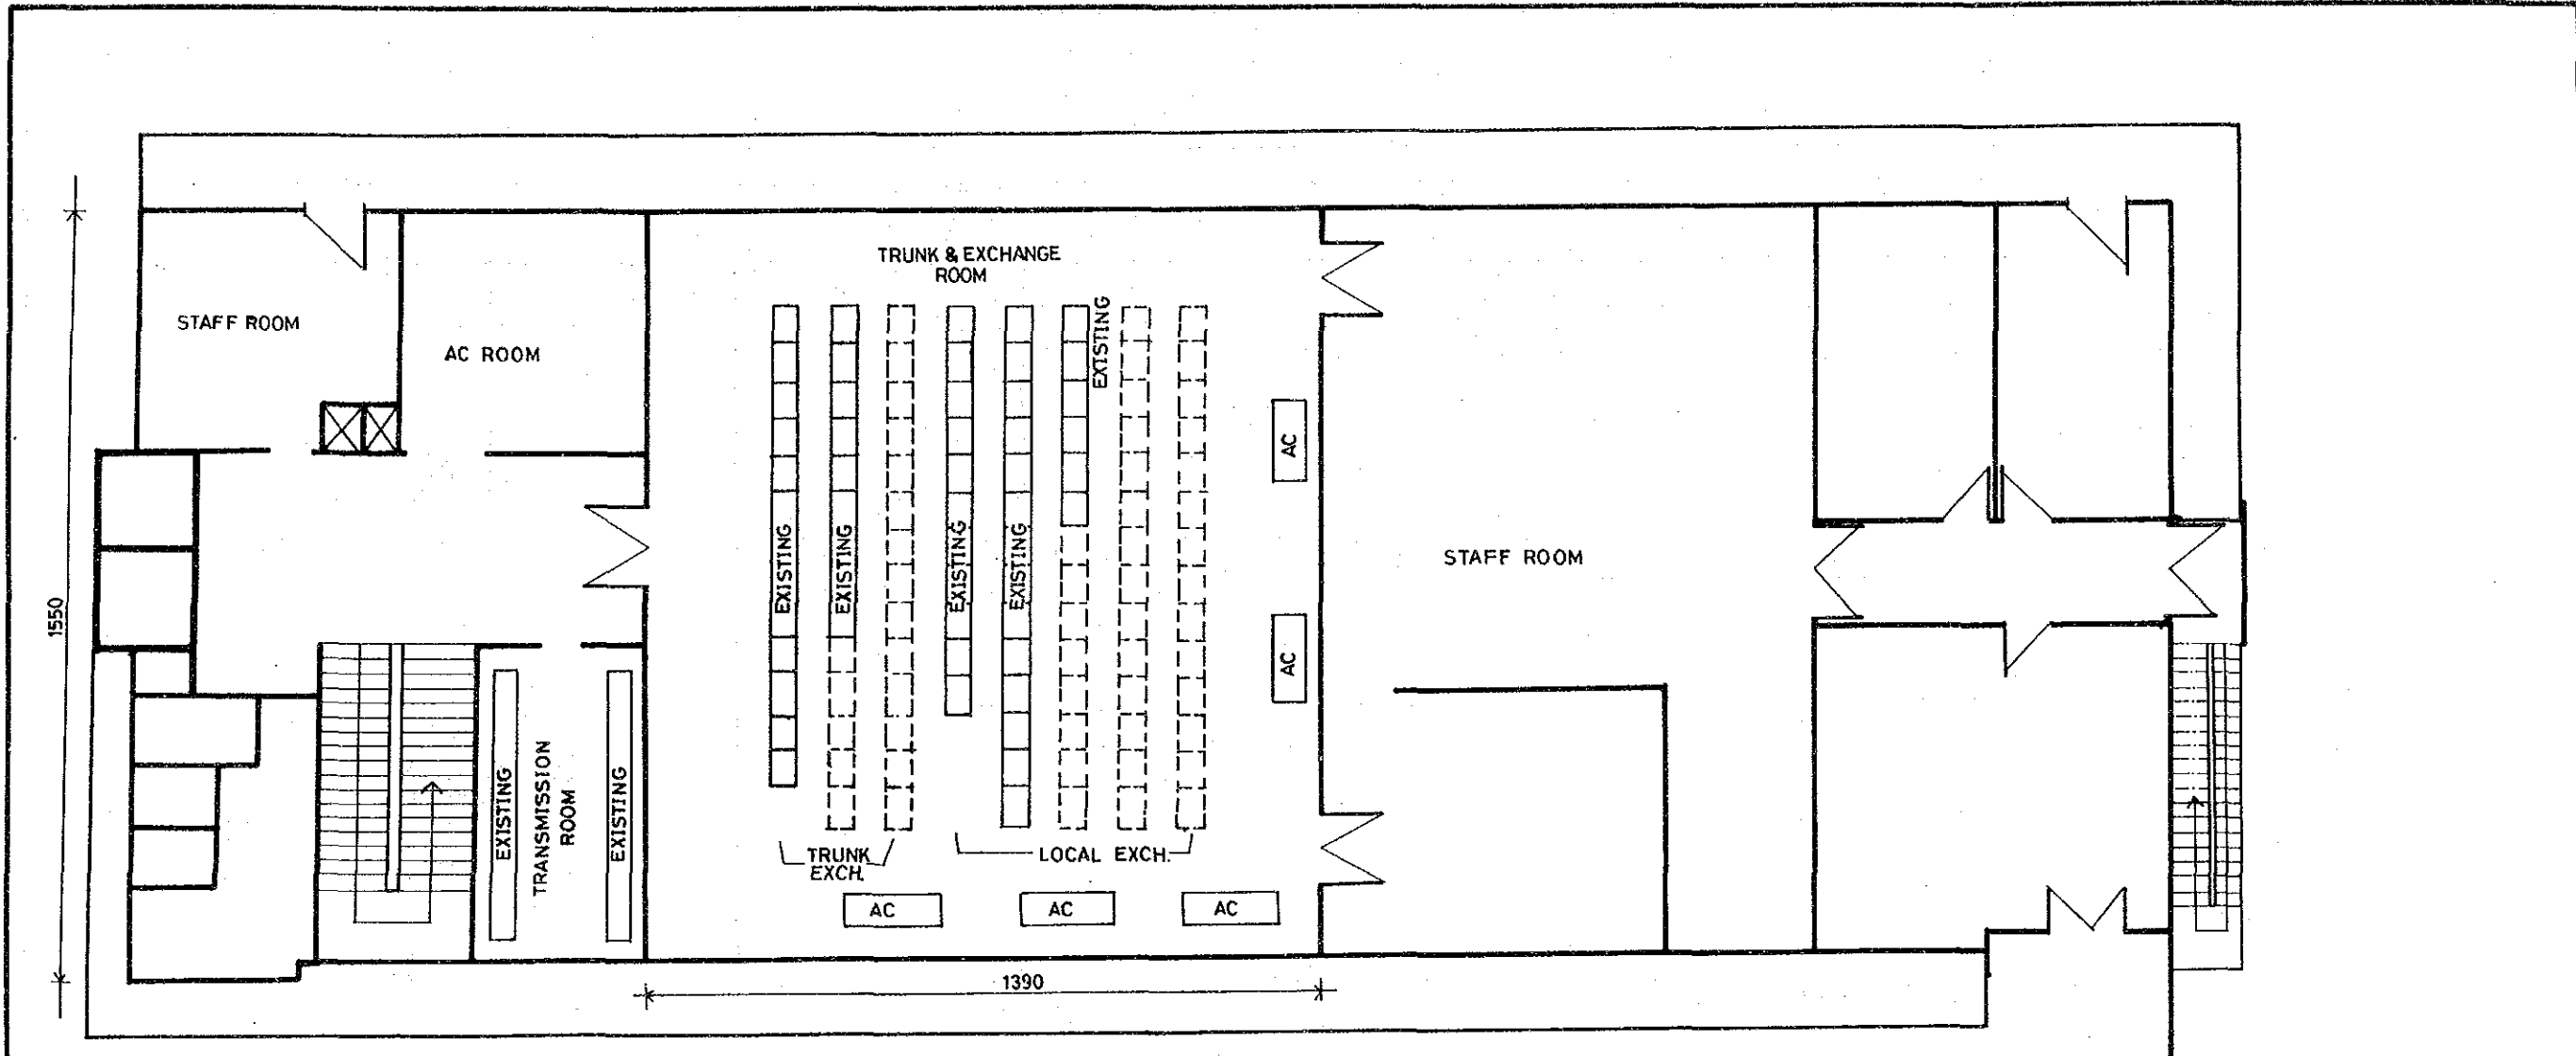 TRUNK & EXCHANGE
ROOM
STAFF ROOM
AC ROOM
EXISTING
AC
EXISTING
EXISTING
EXISTING
EXISTING
STAFF ROOM
1550
AC
EXISTING
TRANSMISSION
ROOM
EXISTING
TRUNK
EXCH.
LOCAL EXCH.
AC
AC
AC
1390